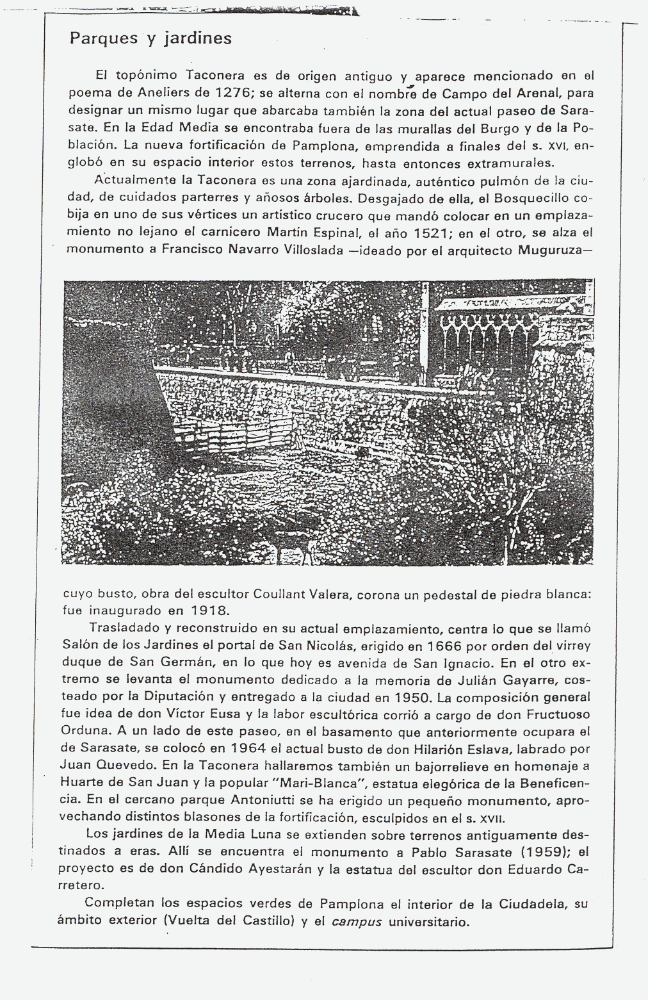 Parques y jardines
El topónimo Taconera es de origen antiguo y aparece mencionado en el
poema de Aneliers de 1276; se alterna con el nombre de Campo del Arenal, para
designar un mismo lugar que abarcaba también la zona del actual paseo de Sara-
sate. En la Edad Media se encontraba fuera de las murallas del Burgo y de la Po-
blación. La nueva fortificación de Pamplona, emprendida a finales del s. XVI, en-
globó en su espacio interior estos terrenos, hasta entonces extramurales.
Actualmente la Taconera es una zona ajardinada, auténtico pulmón de la ciu-
dad, de cuidados parterres y añosos árboles. Desgajado de ella, el Bosquecillo co-
bija en uno de sus vértices un artístico crucero que mandó colocar en un emplaza-
miento no lejano el carnicero Martín Espinal, el año 1521; en el otro, se alza el
monumento a Francisco Navarro Villoslada —ideado por el arquitecto Muguruza—
cuyo busto, obra del escultor Coullant Valera, corona un pedestal de piedra blanca:
fue inaugurado en 1918.
Trasladado y reconstruido en su actual emplazamiento, centra lo que se llamó
Salón de los Jardines el portal de San Nicolás, erigido en 1666 por orden del virrey
duque de San Germán, en lo que hoy es avenida de San Ignacio. En el otro ex-
tremo se levanta el monumento dedicado a la memoria de Julián Gayarre, cos-
teado por la Diputación y entregado a la ciudad en 1950. La composición general
fue idea de don Víctor Eusa y la labor escultórica corrió a cargo de don Fructuoso
Orduna. A un lado de este paseo, en el basamento que anteriormente ocupara el
de Sarasate, se colocó en 1964 el actual busto de don Hilarión Eslava, labrado por
Juan Quevedo. En la Taconera hallaremos también un bajorrelieve en homenaje a
Huarte de San Juan y la popular "Mari-Blanca", estatua elegórica de la Beneficen-
cia. En el cercano parque Antoniutti se ha erigido un pequeño monumento, apro-
vechando distintos blasones de la fortificación, esculpidos en el s. XVII.
Los jardines de la Media Luna se extienden sobre terrenos antiguamente des-
tinados a eras. Allí se encuentra el monumento a Pablo Sarasate (1959); el
proyecto es de don Cándido Ayestarán y la estatua del escultor don Eduardo Ca-
rretero.
Completan los espacios verdes de Pamplona el interior de la Ciudadela, su
ámbito exterior (Vuelta del Castillo) y el campus universitario.